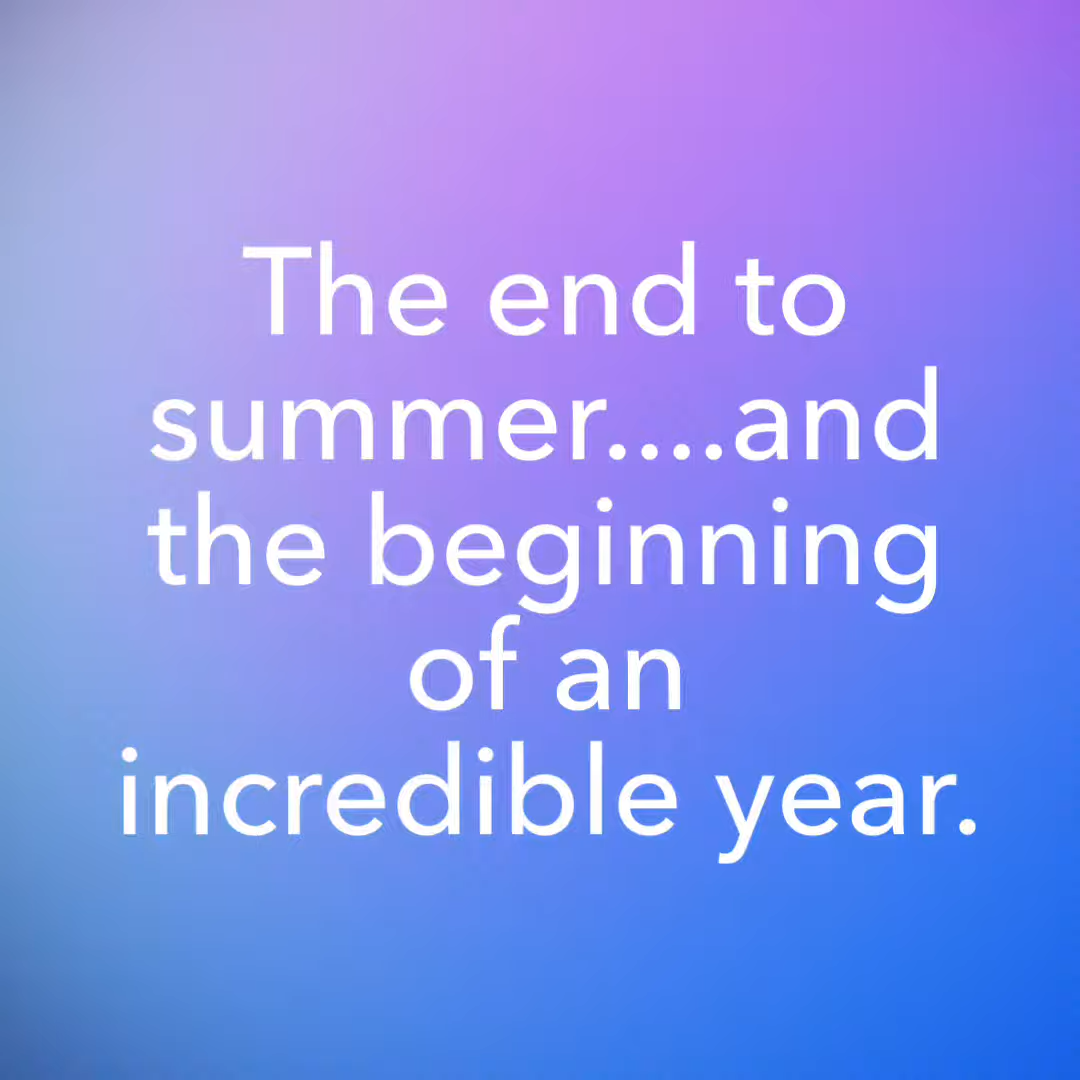 The end to
summer....and
the beginning
of an
incredible year.